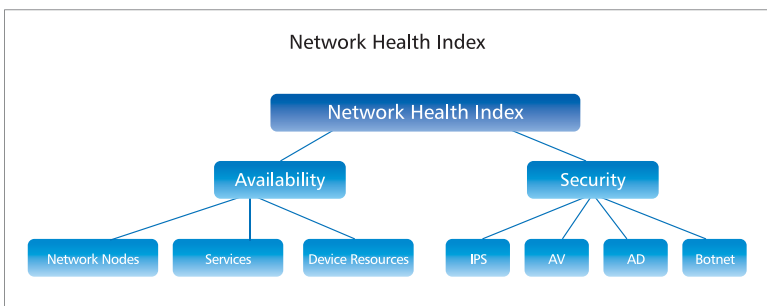 Network Health Index
Network Health Index
Availability
Security
Network Nodes
Services
Device Resources
IPS
AV
AD
Botnet